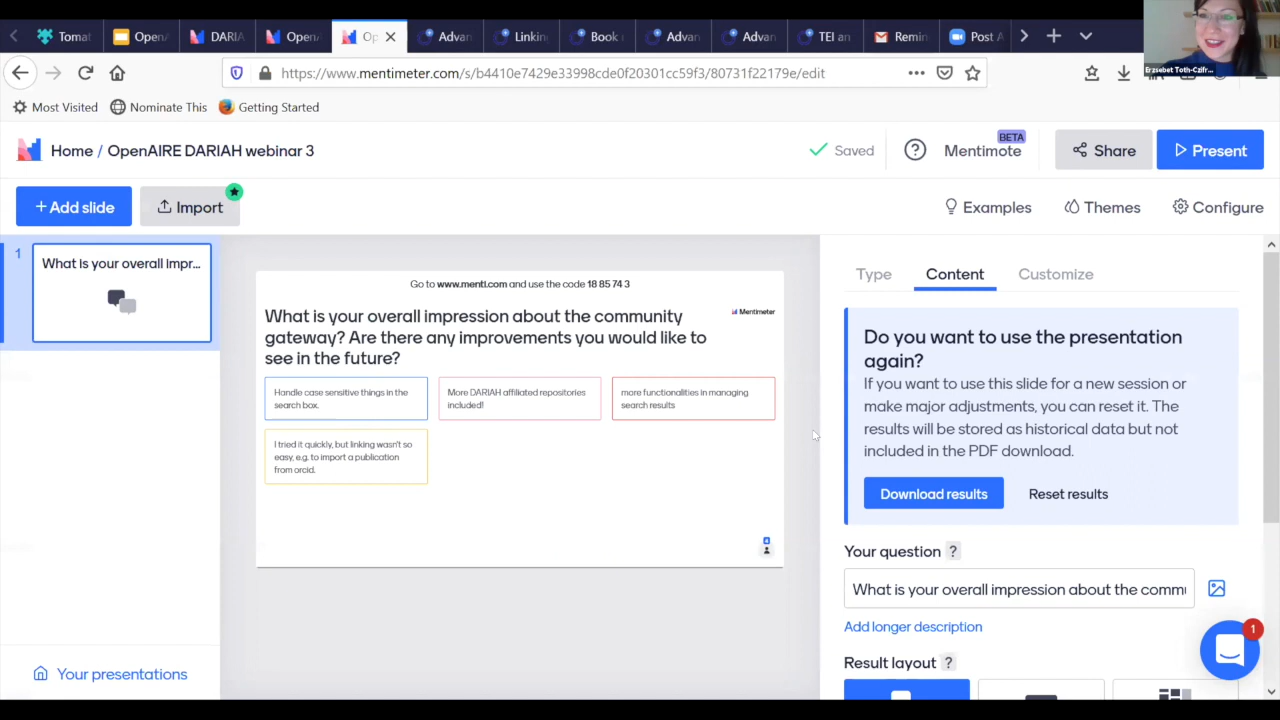 Tomat
OpenA
DARIA
OpenA
Op
Advan
Linkin
Book
Advan
Advan
TEI an
Remin
Post A
Erzsebet Toth-Czifr...
https://www.mentimeter.com/s/b4410e7429e33998cde0f20301cc59f3/80731f22179e/edit
Most Visited
Nominate This
Getting Started
Home / OpenAIRE DARIAH webinar 3
Saved
Mentimote
BETA
Share
Present
+ Add slide
Import
Examples
Themes
Configure
1
What is your overall impr...
Go to www.menti.com and use the code 18 85 74 3
What is your overall impression about the community
gateway? Are there any improvements you would like to
see in the future?
Mentimeter
Handle case sensitive things in the
search box.
More DARIAH affiliated repositories
included!
more functionalities in managing
search results
I tried it quickly, but linking wasn't so
easy, e.g. to import a publication
from orcid.
Type
Content
Customize
Do you want to use the presentation
again?
If you want to use this slide for a new session or
make major adjustments, you can reset it. The
results will be stored as historical data but not
included in the PDF download.
Download results
Reset results
Your question ?
What is your overall impression about the commu
Add longer description
Result layout ?
1
Your presentations